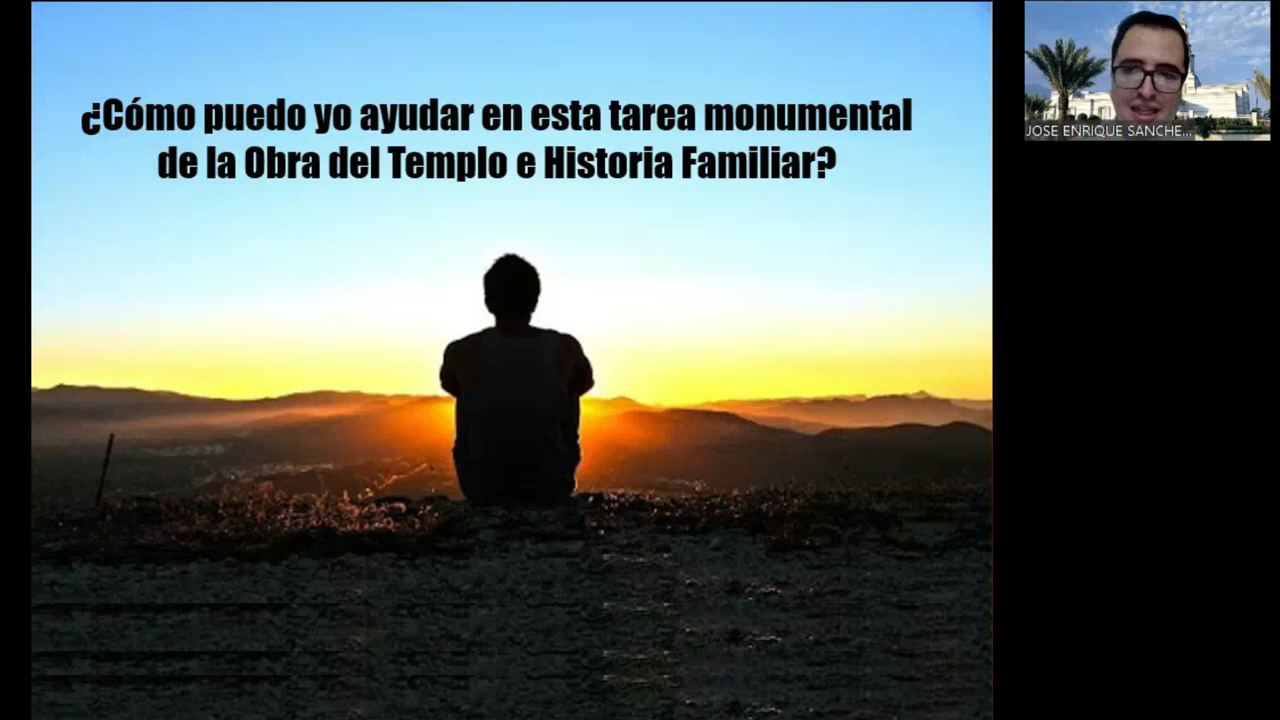 ¿Cómo puedo yo ayudar en esta tarea monumental
de la Obra del Templo e Historia Familiar?
JOSE ENRIQUE SANCHE...